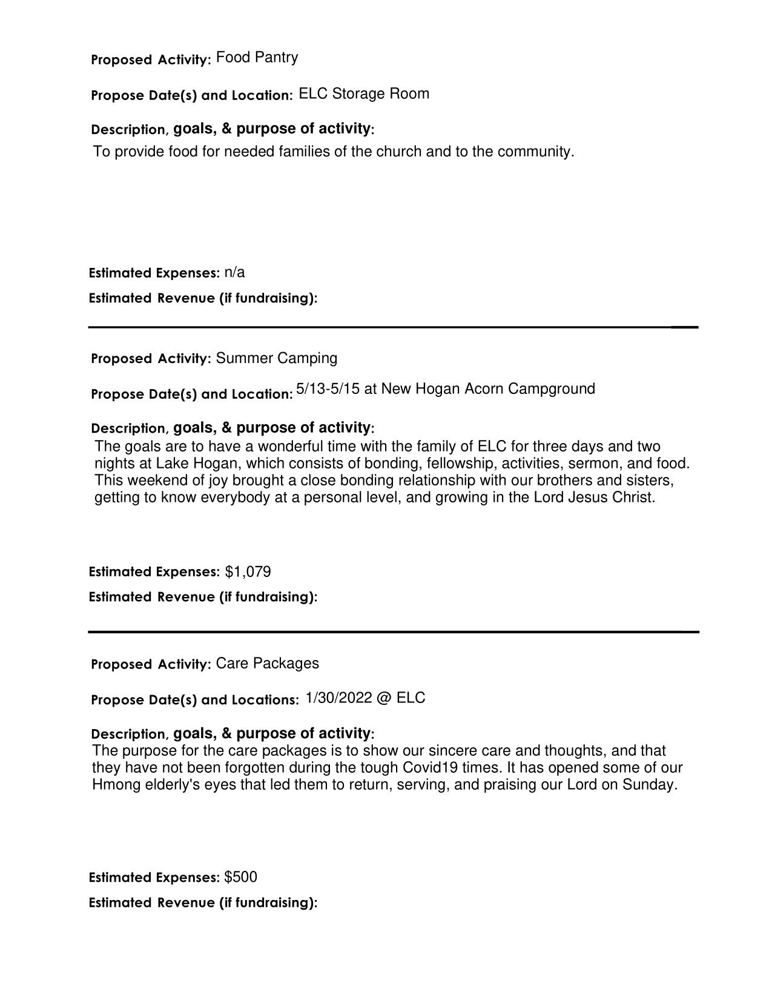 Proposed Activity: Food Pantry
Propose Date(s) and Location: ELC Storage Room
Description, goals, & purpose of activity:
To provide food for needed families of the church and to the community.
Estimated Expenses: n/a
Estimated Revenue (if fundraising):
Proposed Activity: Summer Camping
Propose Date(s) and Location: 5/13-5/15 at New Hogan Acorn Campground
Description, goals, & purpose of activity:
The goals are to have a wonderful time with the family of ELC for three days and two
nights at Lake Hogan, which consists of bonding, fellowship, activities, sermon, and food.
This weekend of joy brought a close bonding relationship with our brothers and sisters,
getting to know everybody at a personal level, and growing in the Lord Jesus Christ.
Estimated Expenses: $1,079
Estimated Revenue (if fundraising):
Proposed Activity: Care Packages
Propose Date(s) and Locations: 1/30/2022 @ ELC
Description, goals, & purpose of activity:
The purpose for the care packages is to show our sincere care and thoughts, and that
they have not been forgotten during the tough Covid19 times. It has opened some of our
Hmong elderly's eyes that led them to return, serving, and praising our Lord on Sunday.
Estimated Expenses: $500
Estimated Revenue (if fundraising):